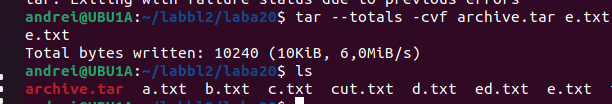 tar: Exiting with failure status due to previous errors
andrei@UBU1A:~/labbl2/laba20$ tar --totals -cvf archive.tar e.txt
e.txt
Total bytes written: 10240 (10KiB, 6,0MiB/s)
andrei@UBU1A:~/labbl2/laba20$ ls
archive.tar a.txt b.txt c.txt cut.txt d.txt ed.txt e.txt